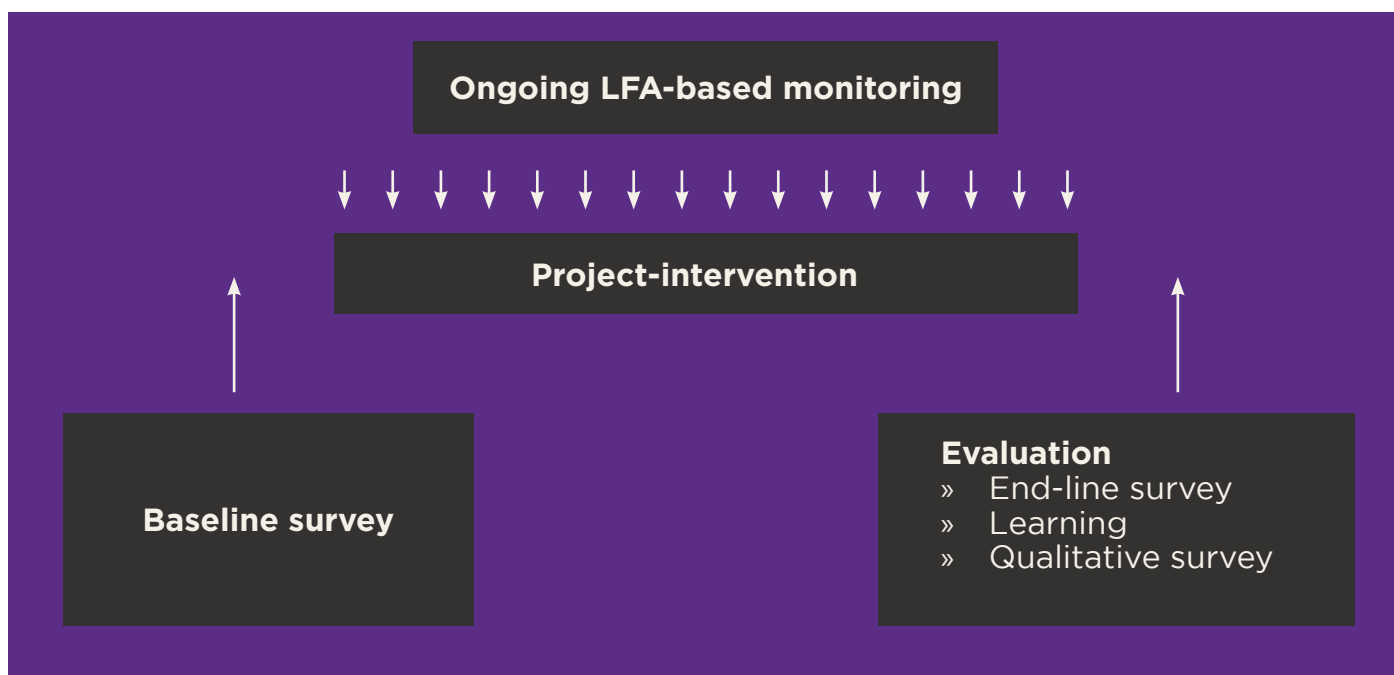 Ongoing LFA-based monitoring
Project-intervention
Baseline survey
Evaluation
» End-line survey
» Learning
» Qualitative survey